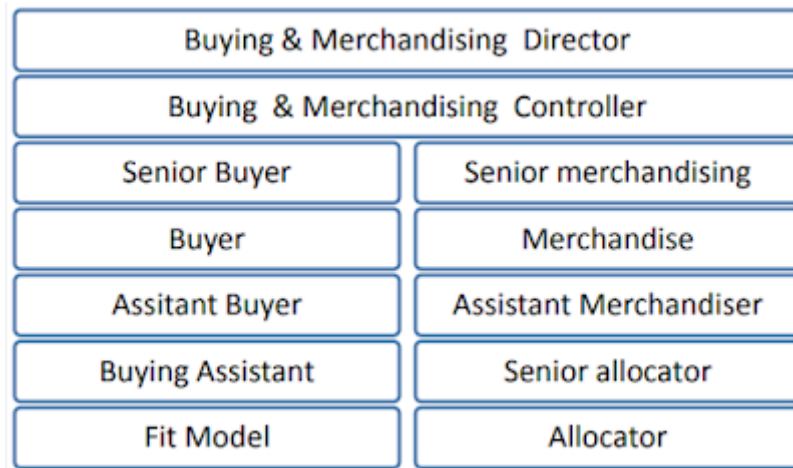 Buying & Merchandising Director
Buying & Merchandising Controller
Senior Buyer
Senior merchandising
Buyer
Merchandise
Assitant Buyer
Assistant Merchandiser
Buying Assistant
Senior allocator
Fit Model
Allocator